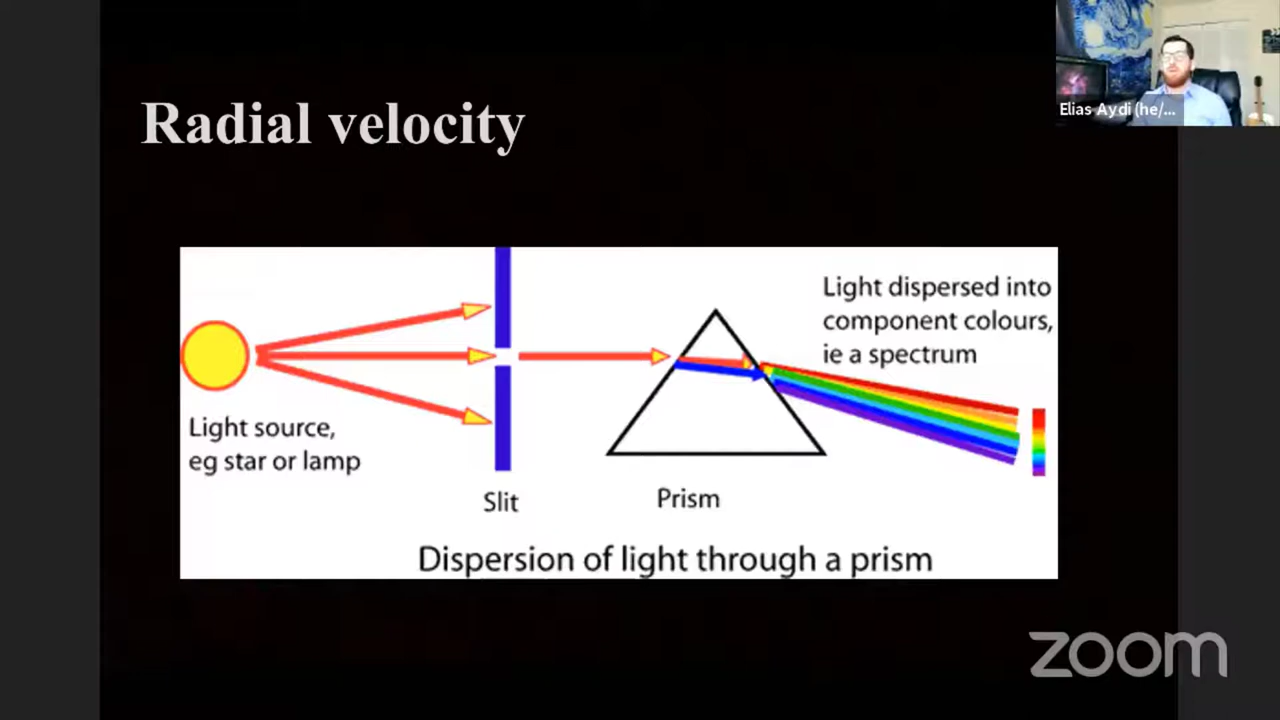 Elias Aydi (he/...
Radial velocity
Light dispersed into
component colours,
ie a spectrum
Light source,
eg star or lamp
Slit
Prism
Dispersion of light through a prism
zoom